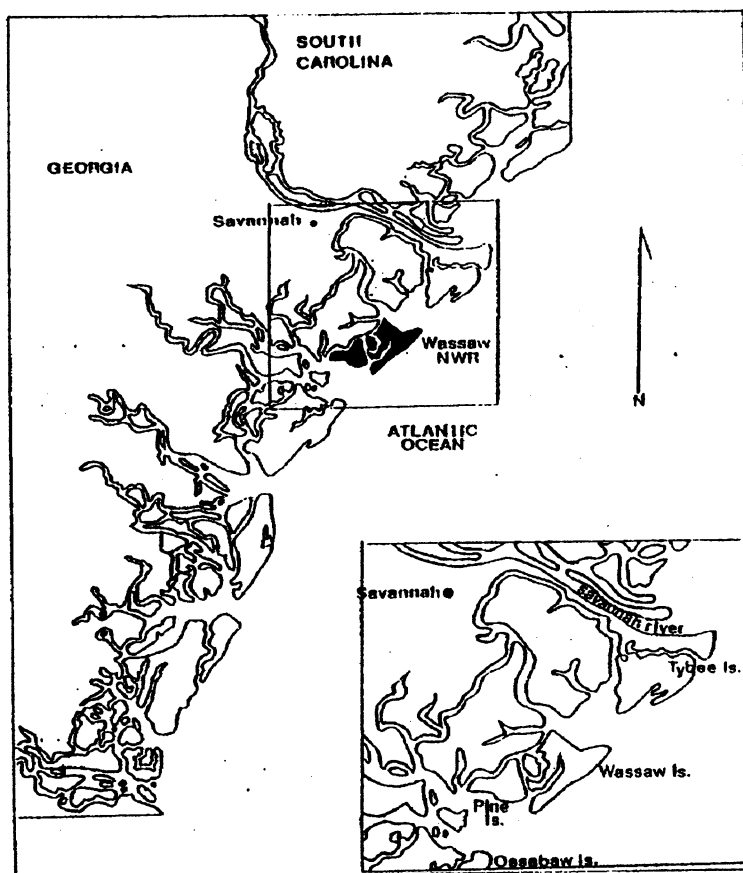 SOUTH
CAROLINA
GEORGIA
Savannah
Wassaw
NWR
N
ATLANTIC
OCEAN
Savannah
savannah river
Tybee Is.
Wassaw Is.
Pine
Is.
Ossabaw Is.